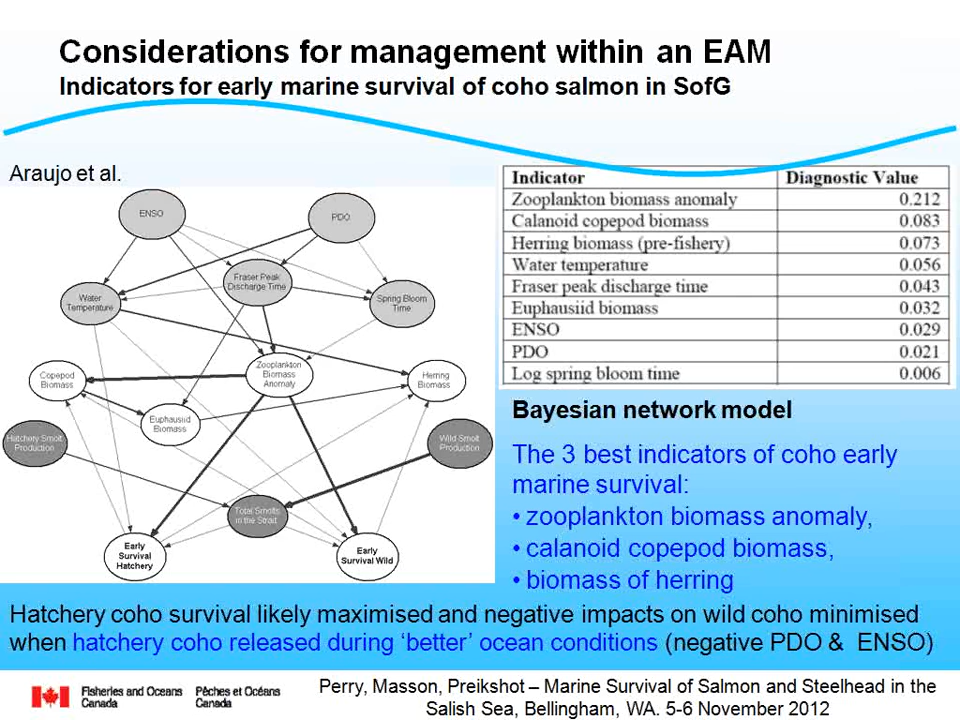 Considerations for management within an EAM
Indicators for early marine survival of coho salmon in SofG
Araujo et al.
ENSO
PDO
Fraser Peak
Discharge Time
Water
Temperature
Spring Bloom
Time
Zooplankton
Biomass
Anomaly
Copepod
Biomass
Herring
Biomass
Euphausiid
Biomass
Hatchery Smolt
Production
Wild Smolt
Production
Total Smolts
in the Strait
Early
Survival
Hatchery
Early
Survival Wild
Indicator Diagnostic Value
Zooplankton biomass anomaly 0.212
Calanoid copepod biomass 0.083
Herring biomass (pre-fishery) 0.073
Water temperature 0.056
Fraser peak discharge time 0.043
Euphausiid biomass 0.032
ENSO 0.029
PDO 0.021
Log spring bloom time 0.006
Bayesian network model
The 3 best indicators of coho early
marine survival:
• zooplankton biomass anomaly,
• calanoid copepod biomass,
• biomass of herring
Hatchery coho survival likely maximised and negative impacts on wild coho minimised
when hatchery coho released during ‘better’ ocean conditions (negative PDO & ENSO)
Fisheries and Oceans
Canada
Pêches et Océans
Canada
Perry, Masson, Preikshot – Marine Survival of Salmon and Steelhead in the
Salish Sea, Bellingham, WA. 5-6 November 2012